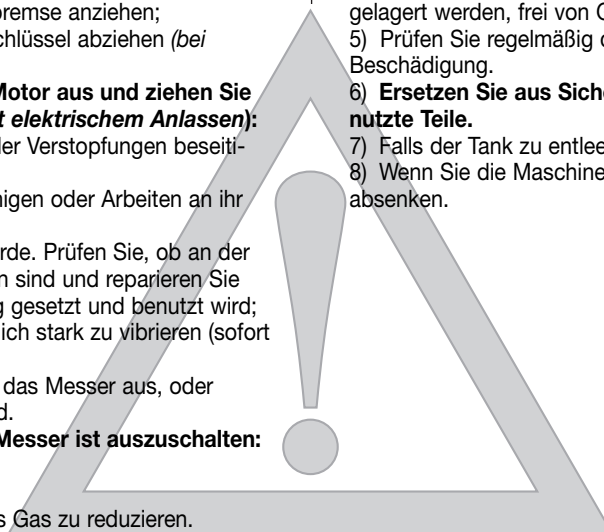 premse anziehen;
chlüssel abziehen (bei
Motor aus und ziehen Sie
t elektrischem Anlassen):
der Verstopfungen beseiti-
nigen oder Arbeiten an ihr
rde. Prüfen Sie, ob an der
n sind und reparieren Sie
g gesetzt und benutzt wird;
lich stark zu vibrieren (sofort
das Messer aus, oder
d.
Messer ist auszuschalten:
s Gas zu reduzieren.
gelagert werden, frei von
5) Prüfen Sie regelmäßig
Beschädigung.
6) Ersetzen Sie aus Siche
nutzte Teile.
7) Falls der Tank zu entlee
8) Wenn Sie die Maschine
absenken.